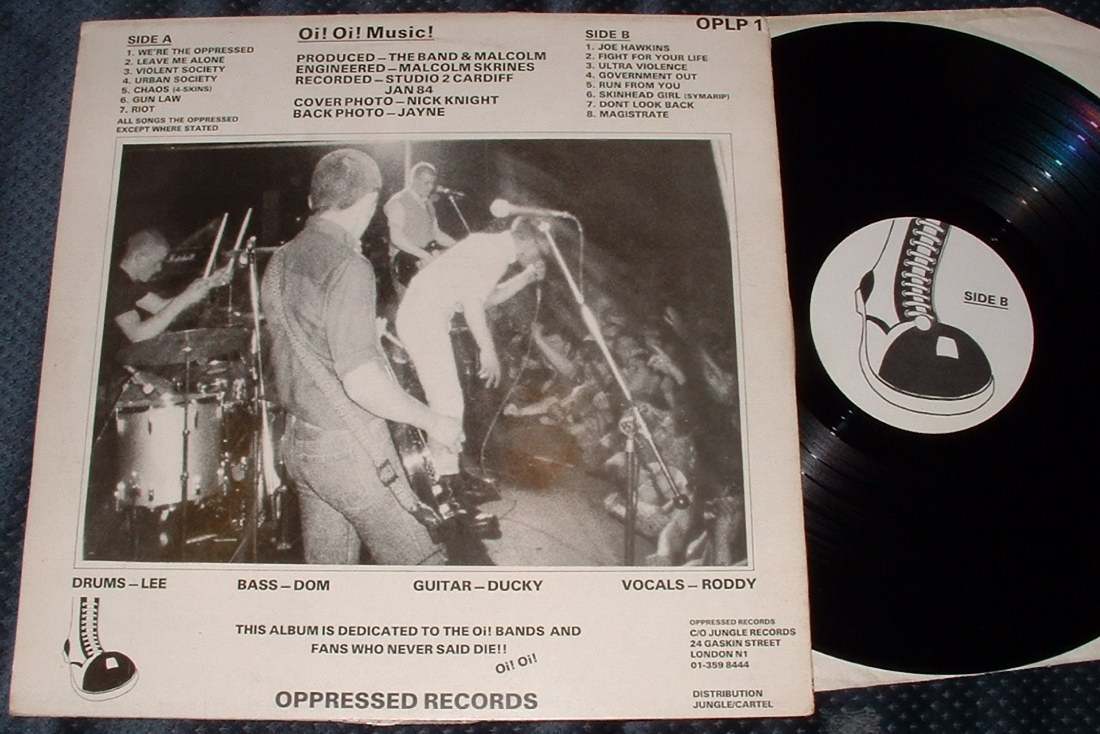 OPLP 1
SIDE A
1. WE'RE THE OPPRESSED
2. LEAVE ME ALONE
3. VIOLENT SOCIETY
4. URBAN SOCIETY
5. CHAOS (4-SKINS)
6. GUN LAW
7. RIOT
ALL SONGS THE OPPRESSED
EXCEPT WHERE STATED
Oi! Oi! Music!
PRODUCED – THE BAND & MALCOLM
ENGINEERED – MALCOLM SKRINES
RECORDED – STUDIO 2 CARDIFF
JAN 84
COVER PHOTO – NICK KNIGHT
BACK PHOTO – JAYNE
SIDE B
1. JOE HAWKINS
2. FIGHT FOR YOUR LIFE
3. ULTRA VIOLENCE
4. GOVERNMENT OUT
5. RUN FROM YOU
6. SKINHEAD GIRL (SYMARIP)
7. DONT LOOK BACK
8. MAGISTRATE
SIDE B
DRUMS – LEE BASS – DOM GUITAR – DUCKY VOCALS – RODDY
THIS ALBUM IS DEDICATED TO THE Oi! BANDS AND
FANS WHO NEVER SAID DIE!!
Oi! Oi!
OPPRESSED RECORDS
OPPRESSED RECORDS
C/O JUNGLE RECORDS
24 GASKIN STREET
LONDON N1
01-359 8444
DISTRIBUTION
JUNGLE/CARTEL